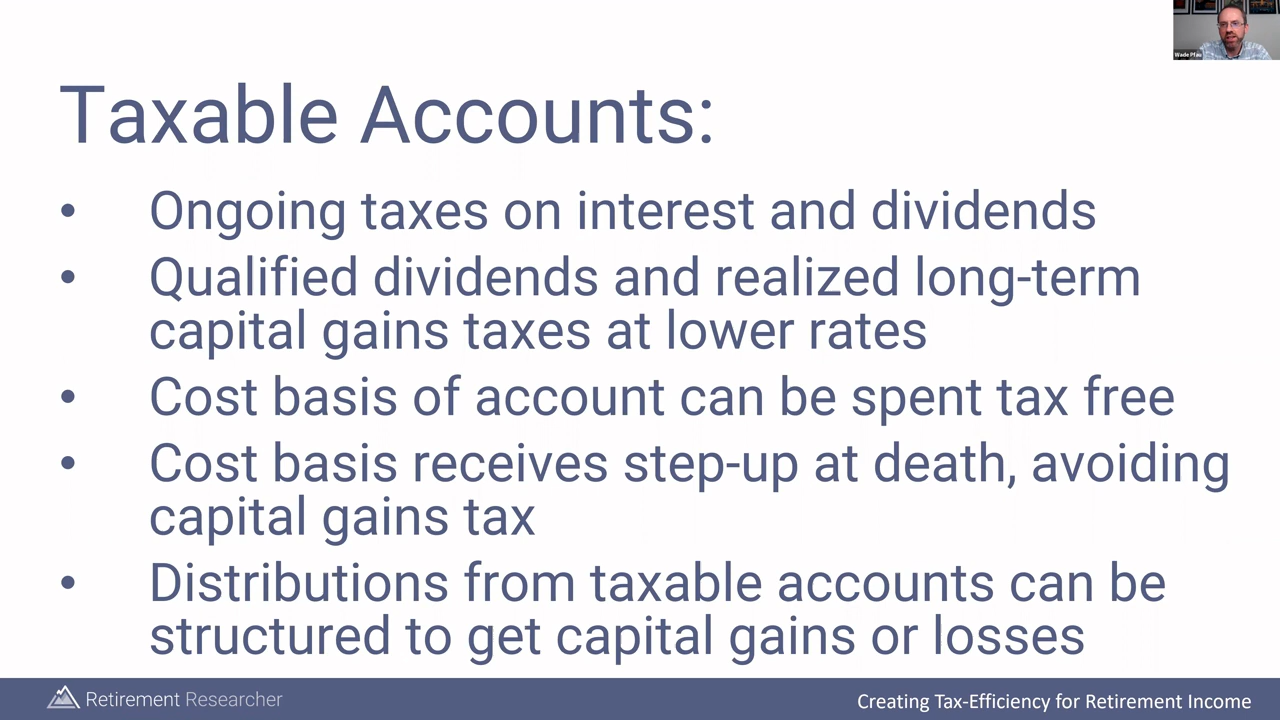 Wade Pfau
Taxable Accounts:
• Ongoing taxes on interest and dividends
• Qualified dividends and realized long-term
capital gains taxes at lower rates
• Cost basis of account can be spent tax free
• Cost basis receives step-up at death, avoiding
capital gains tax
• Distributions from taxable accounts can be
structured to get capital gains or losses
Retirement Researcher
Creating Tax-Efficiency for Retirement Income